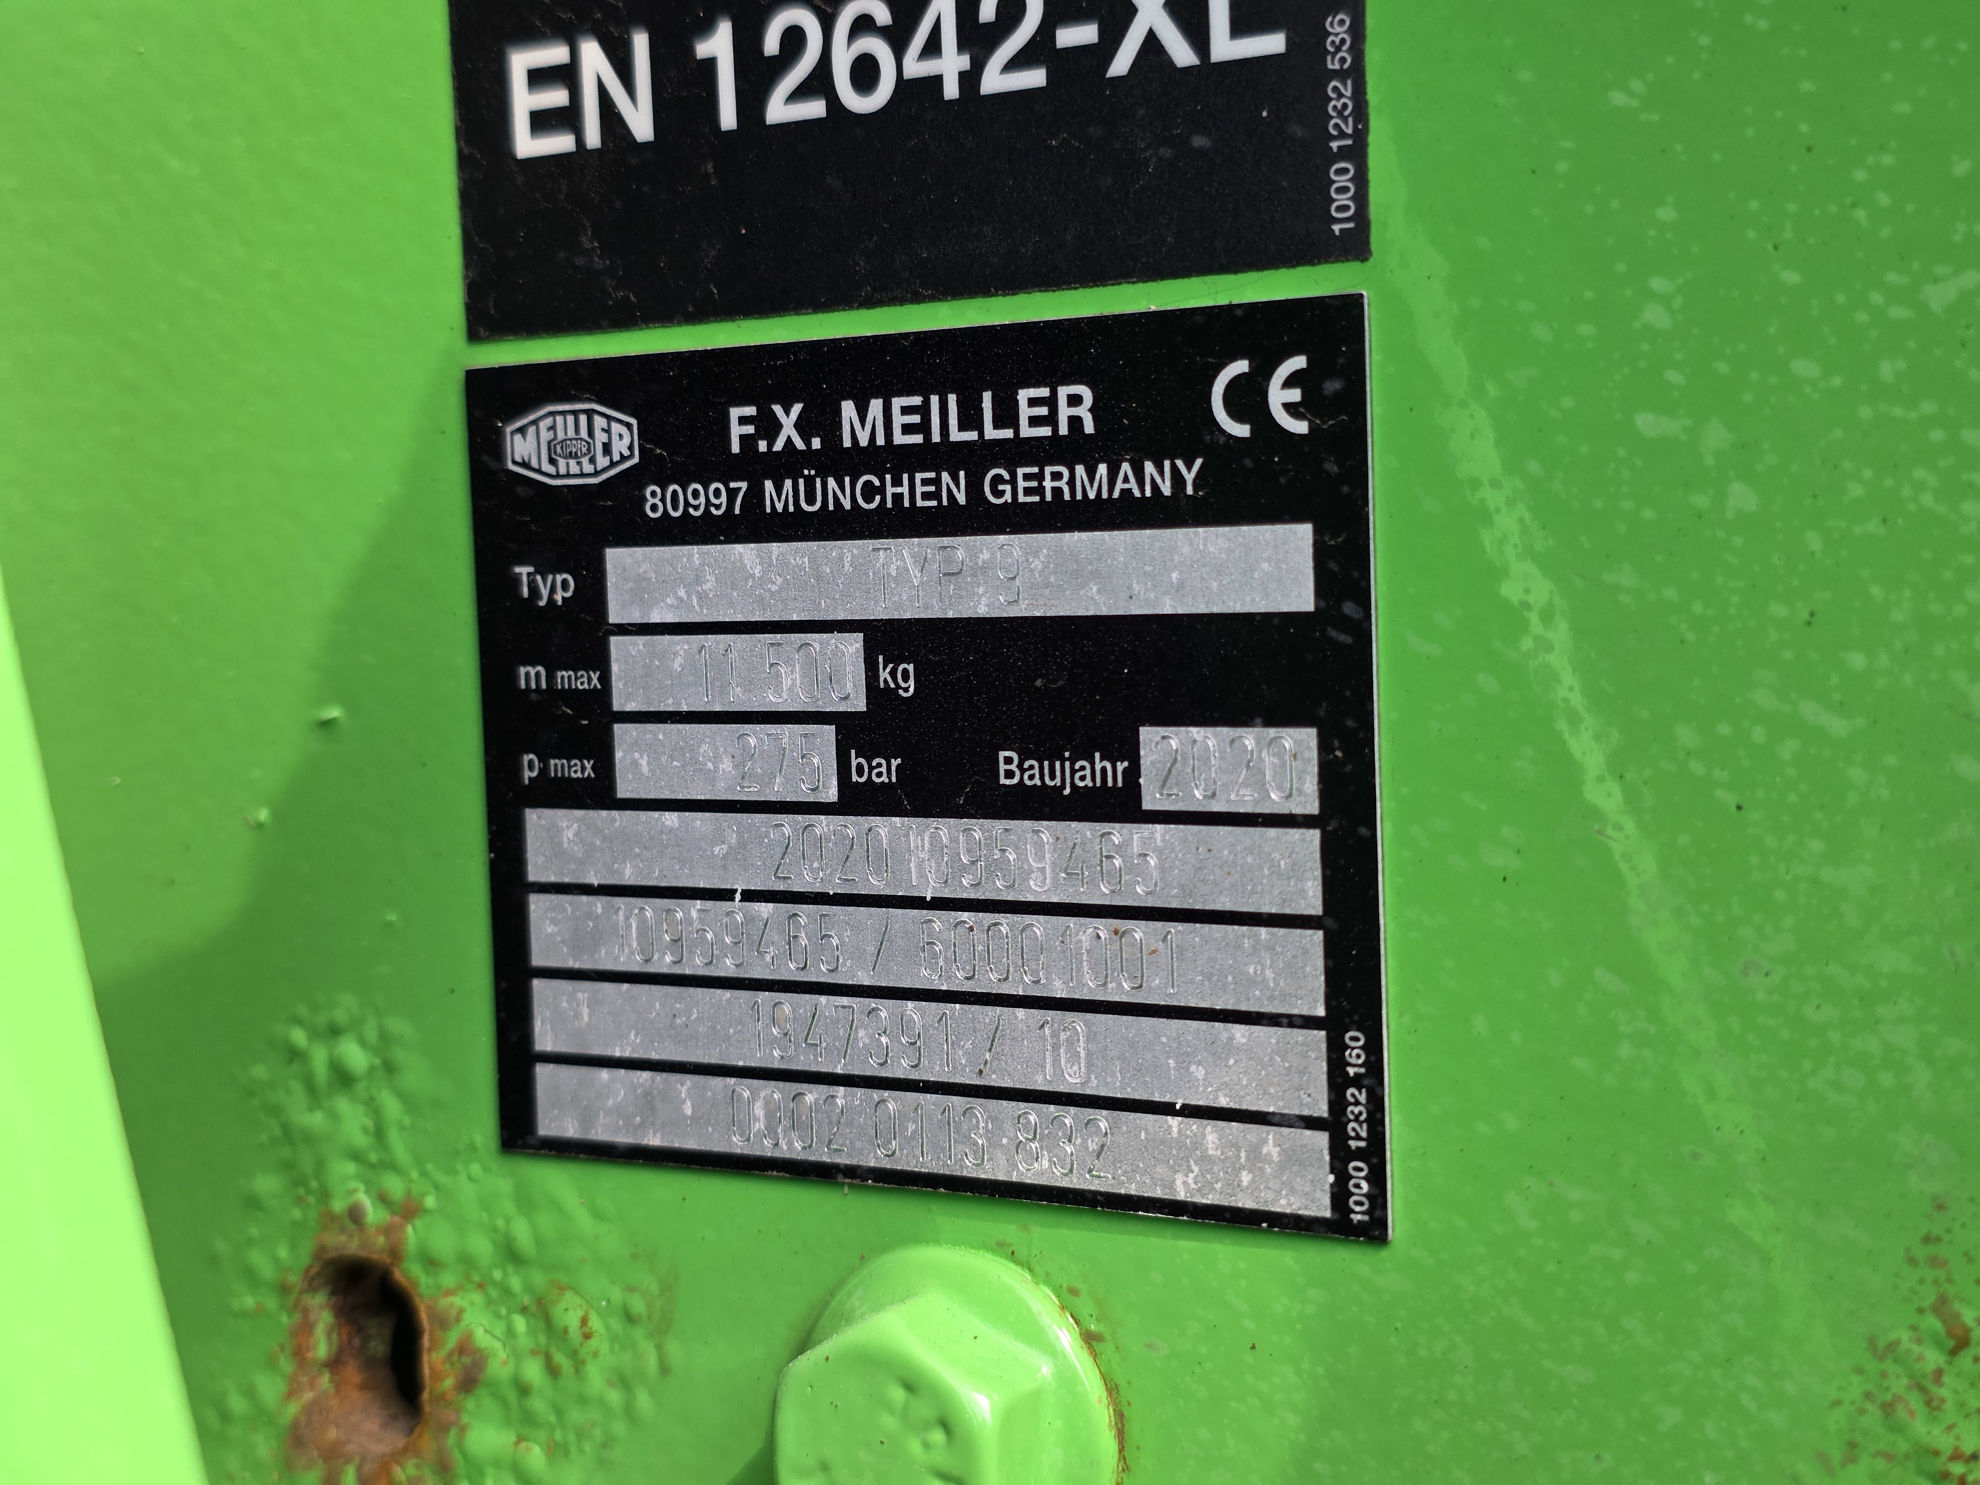 EN 12642-XL
1000 1232 536
MEILLER
KIPPER
F.X. MEILLER
CE
80997 MÜNCHEN GERMANY
Typ TYP 9
m max 11.500 kg
p max 275 bar Baujahr 2020
202010959465
10959465 / 60001001
1947391 / 10
0002 0113 832
1000 1232 160